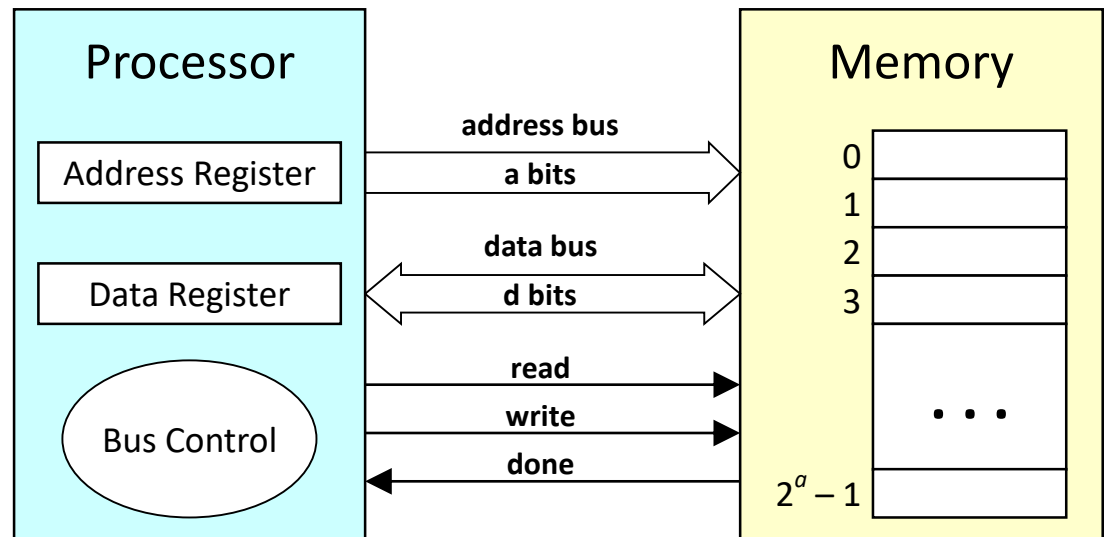 Processor
Address Register
Data Register
Bus Control
address bus
a bits
data bus
d bits
read
write
done
Memory
0
1
2
3
. . .
2ᵃ – 1